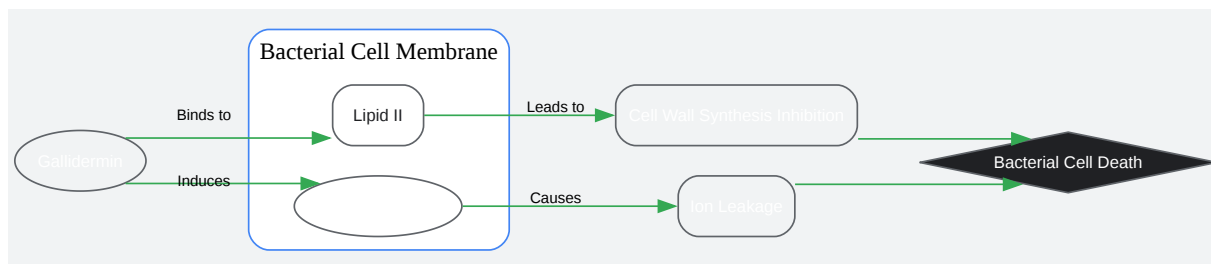 Bacterial Cell Membrane
Binds to
Lipid II
Leads to
Cell Wall Synthesis Inhibition
Gallidermin
Bacterial Cell Death
Induces
Causes
Ion Leakage